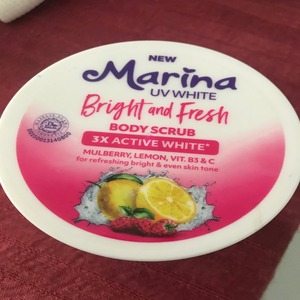 NEW
Marina
UV WHITE
Bright and Fresh
BODY SCRUB
3X ACTIVE WHITE*
MULBERRY, LEMON, VIT. B3 & C
for refreshing bright & even skin tone